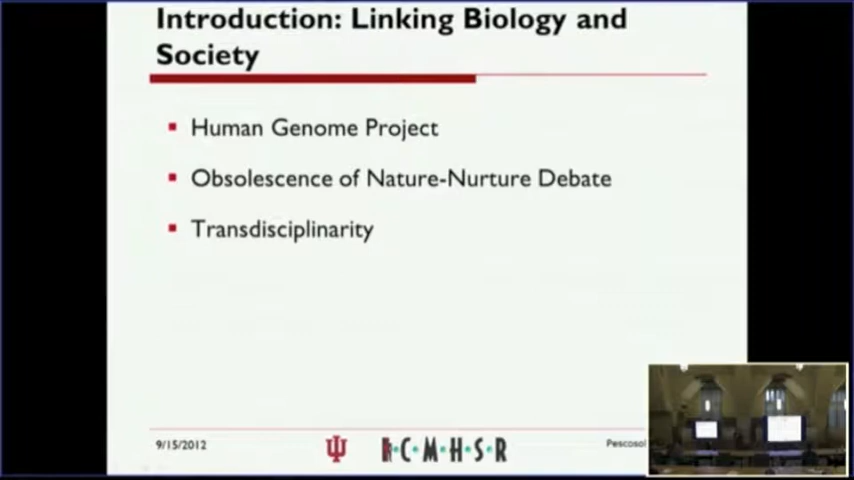 Introduction: Linking Biology and
Society
Human Genome Project
Obsolescence of Nature-Nurture Debate
Transdisciplinarity
9/15/2012
I·C·M·H·S·R
Pescosol